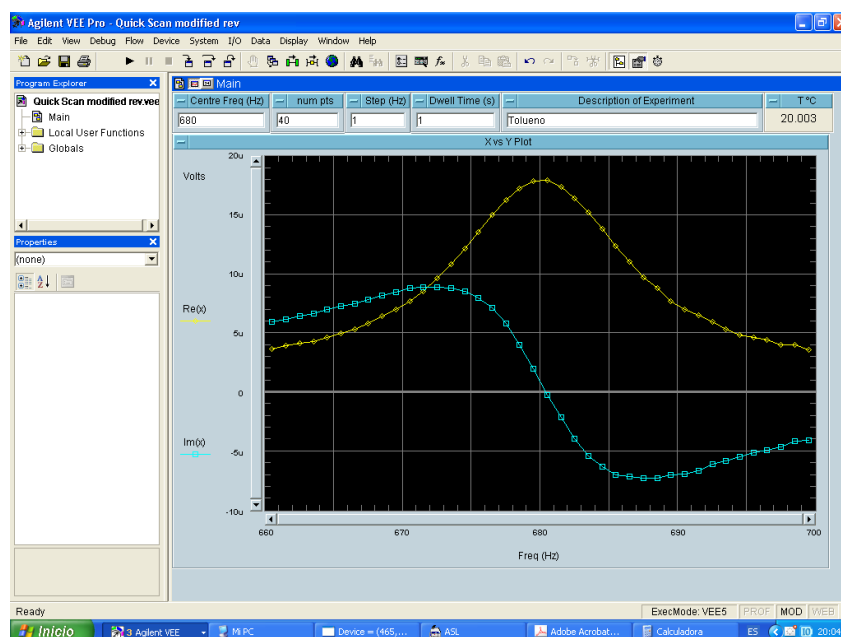 Agilent VEE Pro - Quick Scan modified rev
File Edit View Debug Flow Device System I/O Data Display Window Help
Program Explorer
Quick Scan modified rev.vee
Main
Local User Functions
Globals
Properties
(none)
Main
Centre Freq (Hz) num pts Step (Hz) Dwell Time (s) Description of Experiment T ºC
680 40 1 1 Tolueno 20.003
X vs Y Plot
Volts
20u
15u
10u
Re(x)
5u
0
Im(x)
-5u
-10u
660 670 680 690 700
Freq (Hz)
Ready ExecMode: VEE5 PROF MOD WEB
Inicio 3 Agilent VEE Mi PC Device = (465,... ASL Adobe Acrobat... Calculadora ES 20:04